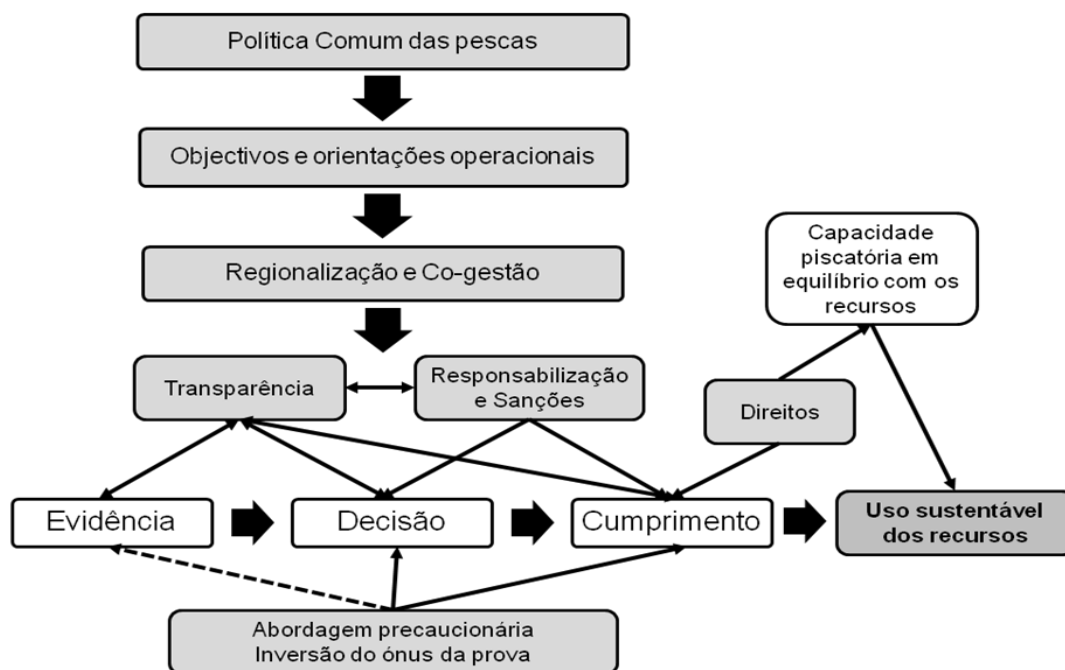 Política Comum das pescas
Objectivos e orientações operacionais
Regionalização e Co-gestão
Capacidade
piscatória em
equilíbrio com os
recursos
Transparência
Responsabilização
e Sanções
Direitos
Evidência
Decisão
Cumprimento
Uso sustentável
dos recursos
Abordagem precaucionária
Inversão do ónus da prova